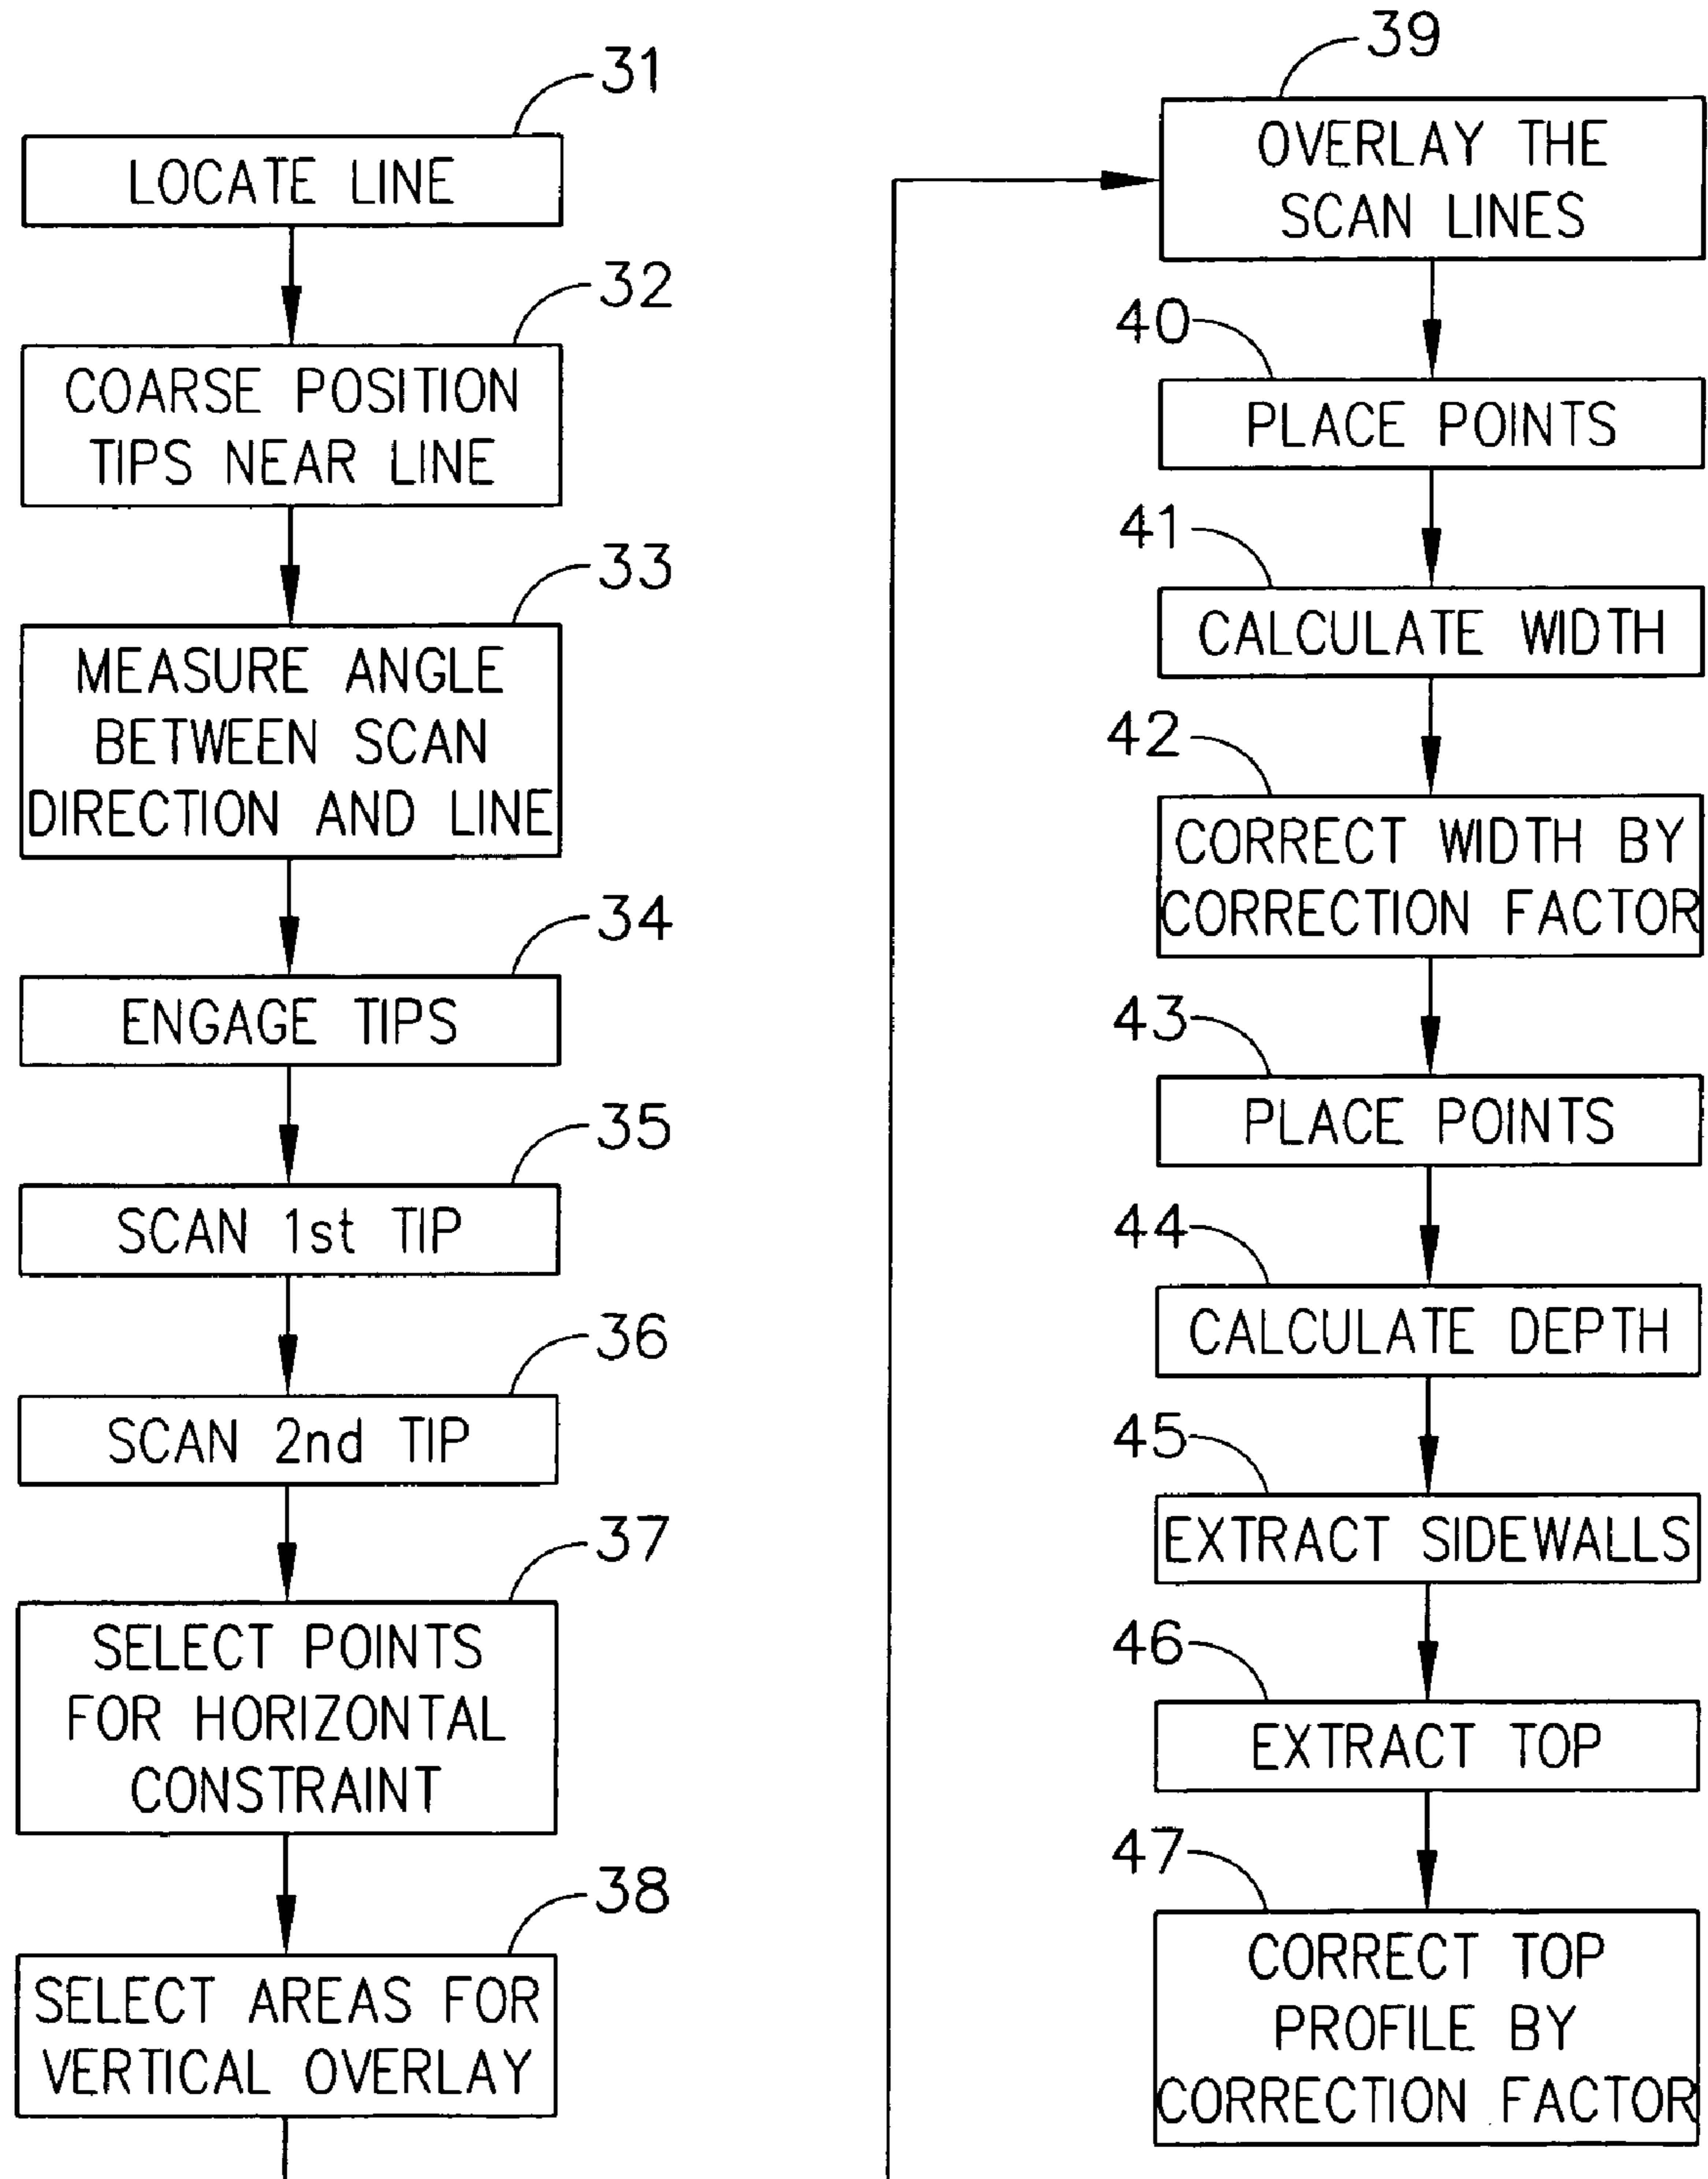 31
LOCATE LINE
32
COARSE POSITION
TIPS NEAR LINE
33
MEASURE ANGLE
BETWEEN SCAN
DIRECTION AND LINE
34
ENGAGE TIPS
35
SCAN 1st TIP
36
SCAN 2nd TIP
37
SELECT POINTS
FOR HORIZONTAL
CONSTRAINT
38
SELECT AREAS FOR
VERTICAL OVERLAY
39
OVERLAY THE
SCAN LINES
40
PLACE POINTS
41
CALCULATE WIDTH
42
CORRECT WIDTH BY
CORRECTION FACTOR
43
PLACE POINTS
44
CALCULATE DEPTH
45
EXTRACT SIDEWALLS
46
EXTRACT TOP
47
CORRECT TOP
PROFILE BY
CORRECTION FACTOR